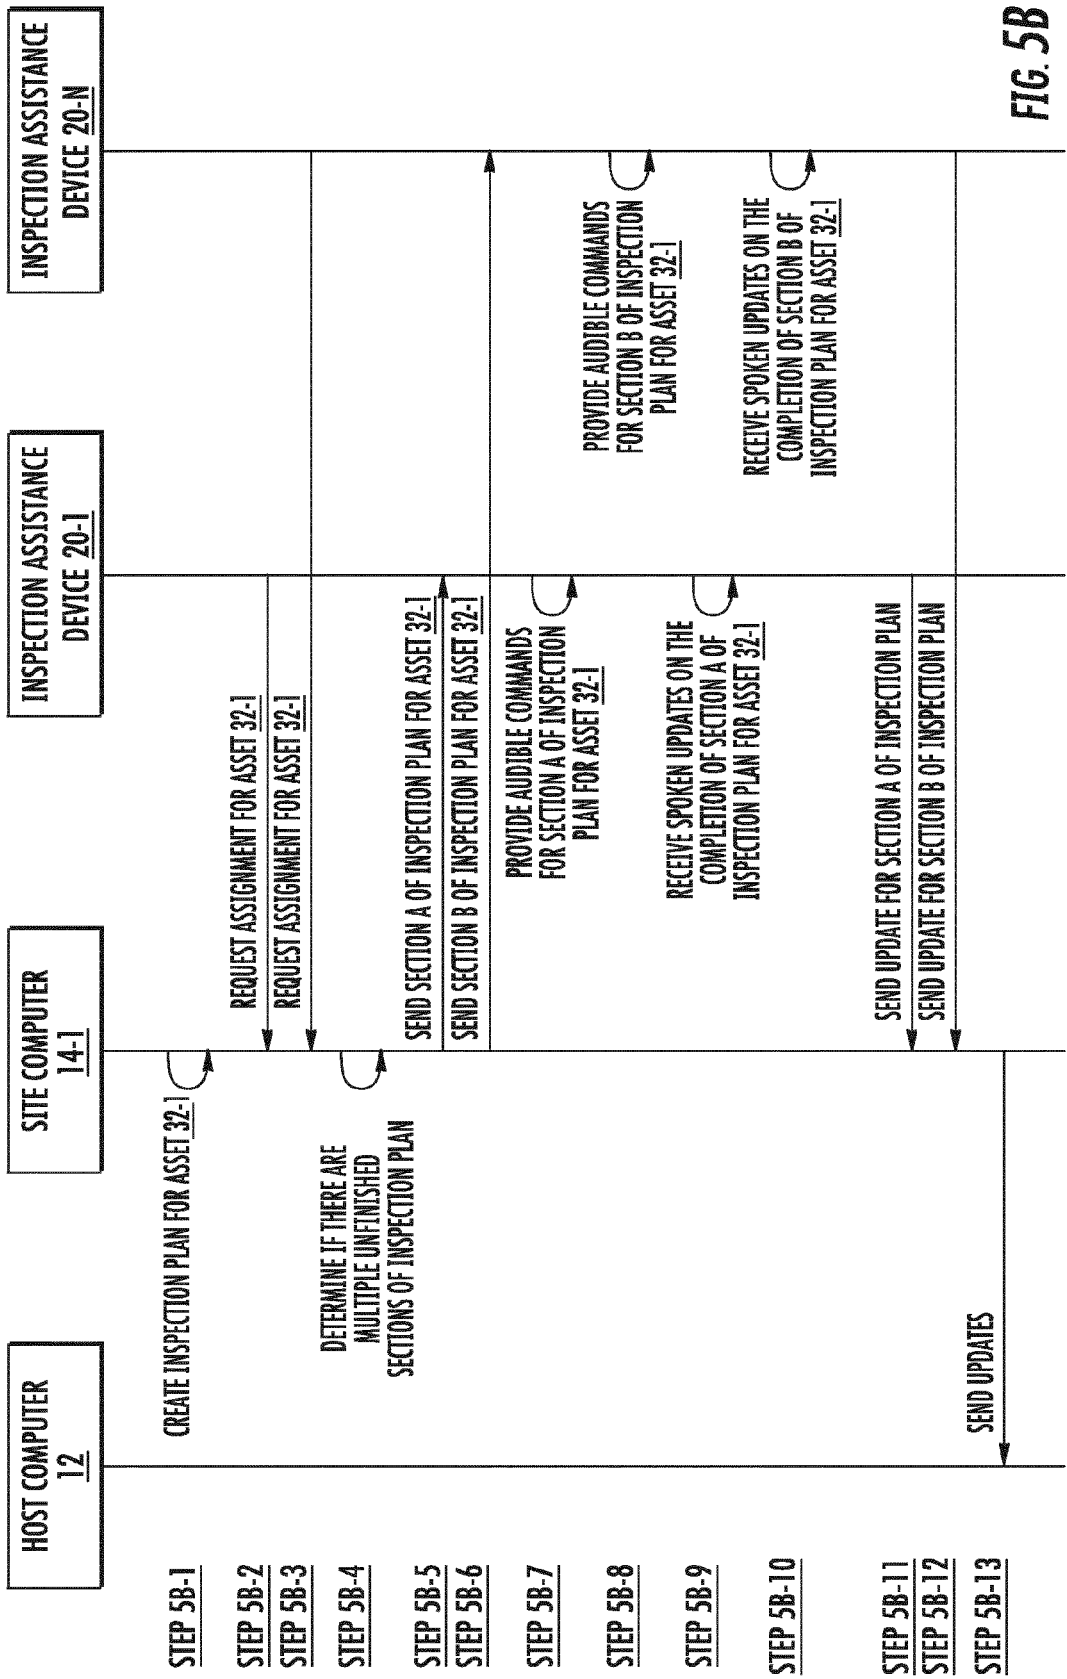 HOST COMPUTER
12
SITE COMPUTER
14-1
INSPECTION ASSISTANCE
DEVICE 20-1
INSPECTION ASSISTANCE
DEVICE 20-N
STEP 5B-1
CREATE INSPECTION PLAN FOR ASSET 32-1
STEP 5B-2
REQUEST ASSIGNMENT FOR ASSET 32-1
STEP 5B-3
REQUEST ASSIGNMENT FOR ASSET 32-1
STEP 5B-4
DETERMINE IF THERE ARE
MULTIPLE UNFINISHED
SECTIONS OF INSPECTION PLAN
STEP 5B-5
SEND SECTION A OF INSPECTION PLAN FOR ASSET 32-1
STEP 5B-6
SEND SECTION B OF INSPECTION PLAN FOR ASSET 32-1
STEP 5B-7
PROVIDE AUDIBLE COMMANDS
FOR SECTION A OF INSPECTION
PLAN FOR ASSET 32-1
STEP 5B-8
PROVIDE AUDIBLE COMMANDS
FOR SECTION B OF INSPECTION
PLAN FOR ASSET 32-1
STEP 5B-9
RECEIVE SPOKEN UPDATES ON THE
COMPLETION OF SECTION A OF
INSPECTION PLAN FOR ASSET 32-1
STEP 5B-10
RECEIVE SPOKEN UPDATES ON THE
COMPLETION OF SECTION B OF
INSPECTION PLAN FOR ASSET 32-1
STEP 5B-11
SEND UPDATE FOR SECTION A OF INSPECTION PLAN
STEP 5B-12
SEND UPDATE FOR SECTION B OF INSPECTION PLAN
STEP 5B-13
SEND UPDATES
FIG. 5B